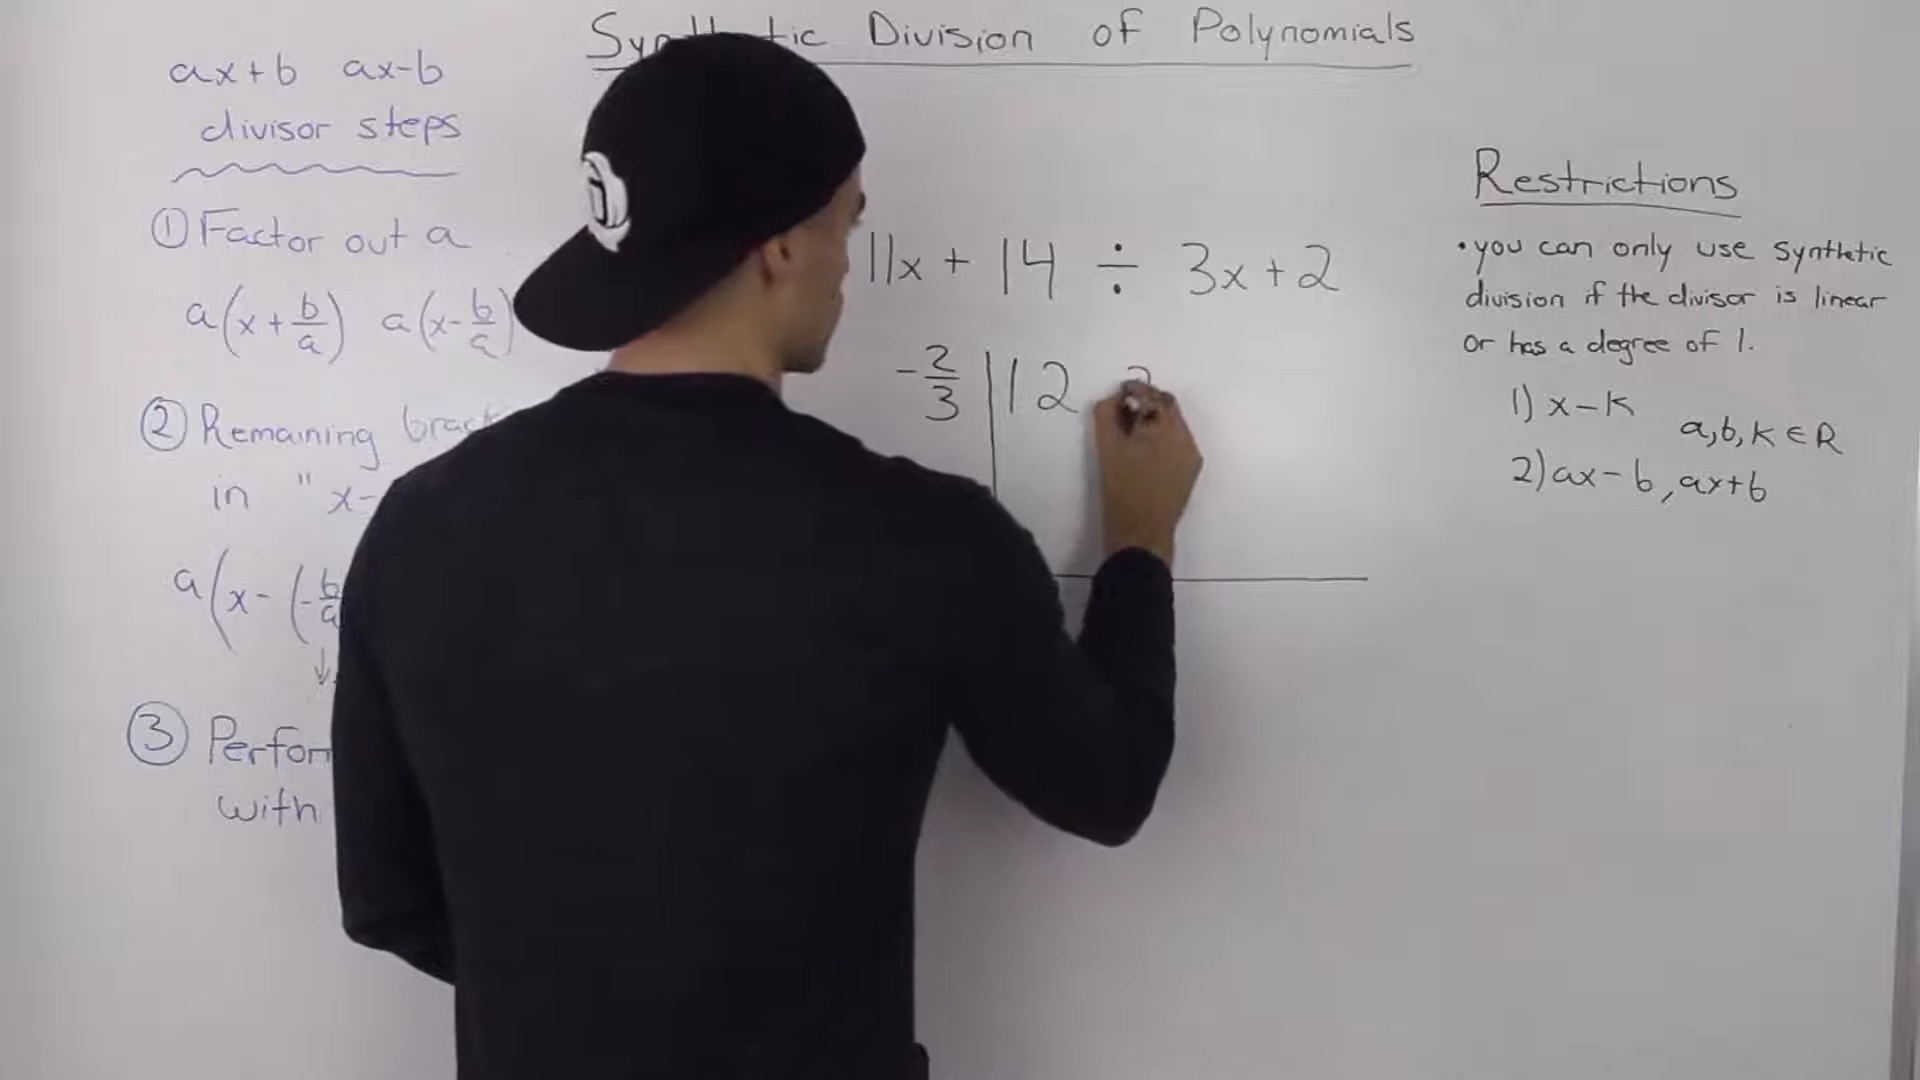 Synthetic Division of Polynomials
ax+b ax-b
divisor steps
① Factor out a
a(x+b/a) a(x-b/a)
② Remaining
in "x-
a(x-(-b/a
↓
③ Perfor
with
11x + 14 ÷ 3x+2
-2/3 | 12
Restrictions
• you can only use synthetic
division if the divisor is linear
or has a degree of 1.
1) x-k
a,b,k ∈ R
2) ax-b, ax+b